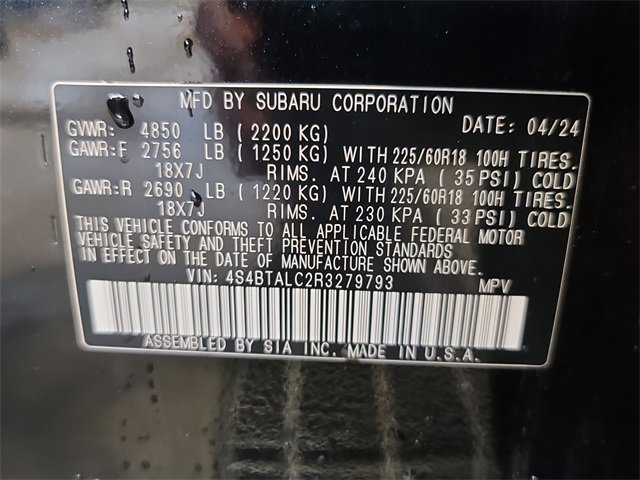 MFD BY SUBARU CORPORATION
DATE: 04/24
GVWR: 4850 LB (2200 KG)
GAWR:F 2756 LB (1250 KG) WITH 225/60R18 100H TIRES.
18X7J RIMS. AT 240 KPA (35 PSI) COLD
GAWR:R 2690 LB (1220 KG) WITH 225/60R18 100H TIRES.
18X7J RIMS. AT 230 KPA (33 PSI) COLD
THIS VEHICLE CONFORMS TO ALL APPLICABLE FEDERAL MOTOR
VEHICLE SAFETY AND THEFT PREVENTION STANDARDS
IN EFFECT ON THE DATE OF MANUFACTURE SHOWN ABOVE.
VIN: 4S4BTALC2R3279793 MPV
ASSEMBLED BY SIA INC. MADE IN U.S.A.